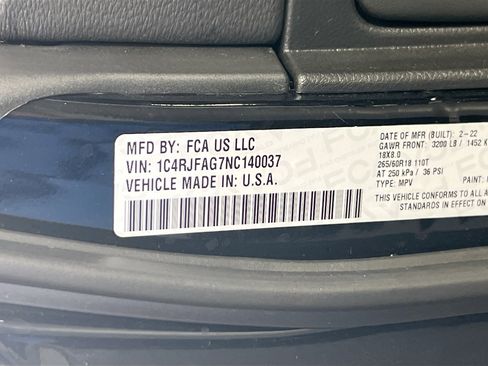 MFD BY: FCA US LLC
VIN: 1C4RJFAG7NC140037
VEHICLE MADE IN: U.S.A.
DATE OF MFR (BUILT): 2-22
GAWR FRONT: 3200 LB / 1452 K
18X8.0
265/60R18 110T
AT 250 kPa / 36 PSI
TYPE: MPV PAINT:
THIS VEHICLE CONFORMS TO ALL A
STANDARDS IN EFFECT ON